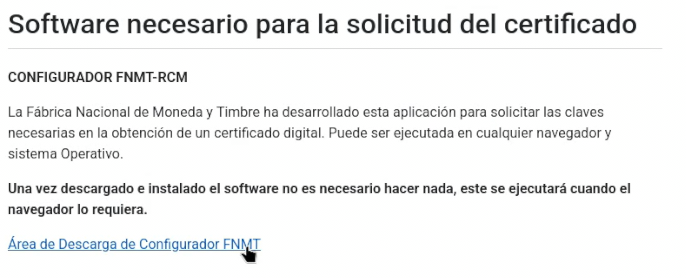 Software necesario para la solicitud del certificado
CONFIGURADOR FNMT-RCM
La Fábrica Nacional de Moneda y Timbre ha desarrollado esta aplicación para solicitar las claves
necesarias en la obtención de un certificado digital. Puede ser ejecutada en cualquier navegador y
sistema Operativo.
Una vez descargado e instalado el software no es necesario hacer nada, este se ejecutará cuando el
navegador lo requiera.
Área de Descarga de Configurador FNMT